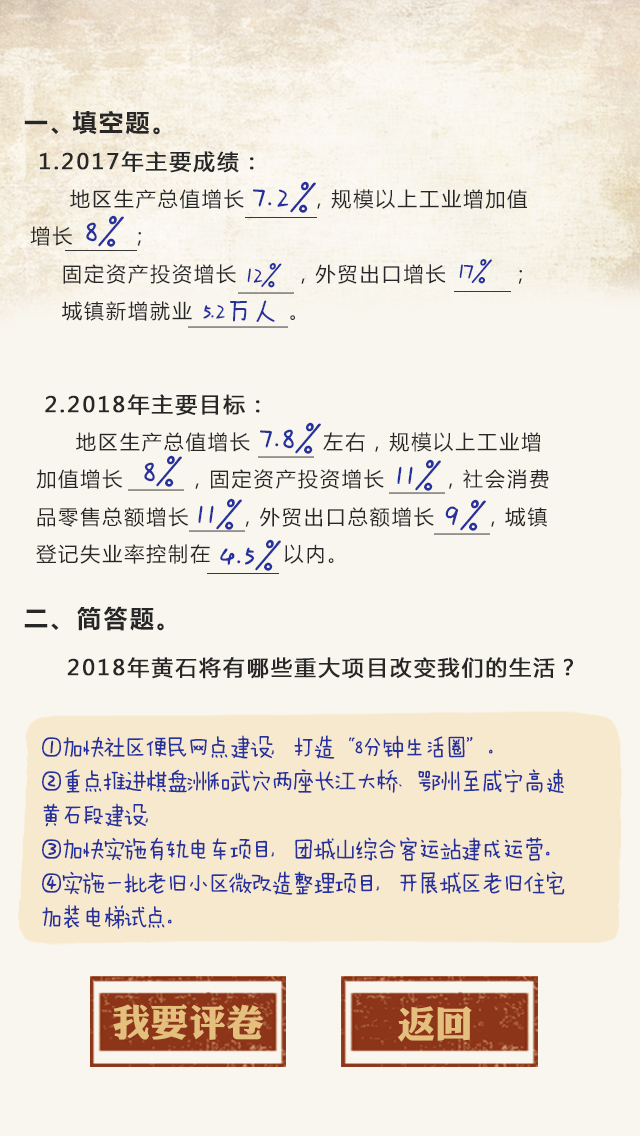 一、填空题。
1.2017年主要成绩：
地区生产总值增长7.2%，规模以上工业增加值
增长8%；
固定资产投资增长12%，外贸出口增长17%；
城镇新增就业5.2万人。
2.2018年主要目标：
地区生产总值增长7.8%左右，规模以上工业增
加值增长8%，固定资产投资增长11%，社会消费
品零售总额增长11%，外贸出口总额增长9%，城镇
登记失业率控制在4.5%以内。
二、简答题。
2018年黄石将有哪些重大项目改变我们的生活？
①加快社区便民网点建设，打造“8分钟生活圈”。
②重点推进棋盘洲和武穴两座长江大桥、鄂州至咸宁高速
黄石段建设，
③加快实施有轨电车项目，团城山综合客运站建成运营。
④实施一批老旧小区微改造整理项目，开展城区老旧住宅
加装电梯试点。
我要评卷
返回